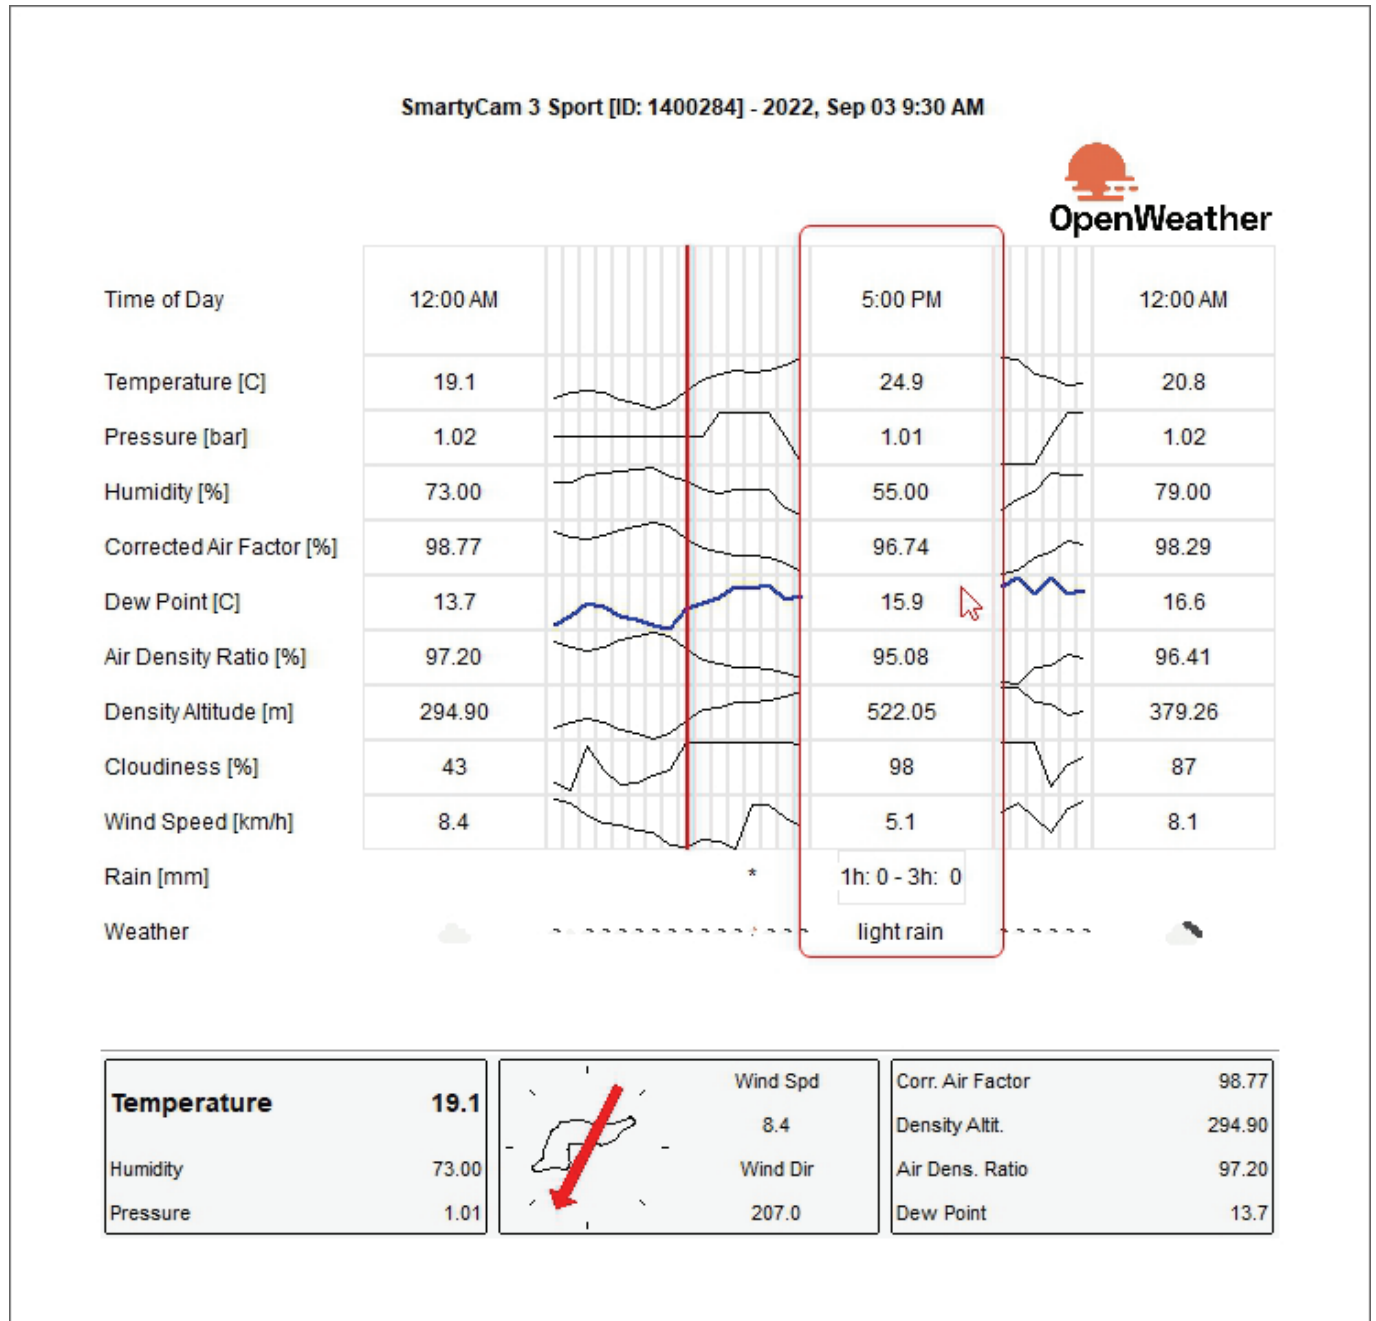 SmartyCam 3 Sport [ID: 1400284] - 2022, Sep 03 9:30 AM
OpenWeather
Time of Day 12:00 AM 5:00 PM 12:00 AM
Temperature [C] 19.1 24.9 20.8
Pressure [bar] 1.02 1.01 1.02
Humidity [%] 73.00 55.00 79.00
Corrected Air Factor [%] 98.77 96.74 98.29
Dew Point [C] 13.7 15.9 16.6
Air Density Ratio [%] 97.20 95.08 96.41
Density Altitude [m] 294.90 522.05 379.26
Cloudiness [%] 43 98 87
Wind Speed [km/h] 8.4 5.1 8.1
Rain [mm] * 1h: 0 - 3h: 0
Weather light rain
Temperature 19.1
Humidity 73.00
Pressure 1.01
Wind Spd
8.4
Wind Dir
207.0
Corr. Air Factor 98.77
Density Altit. 294.90
Air Dens. Ratio 97.20
Dew Point 13.7